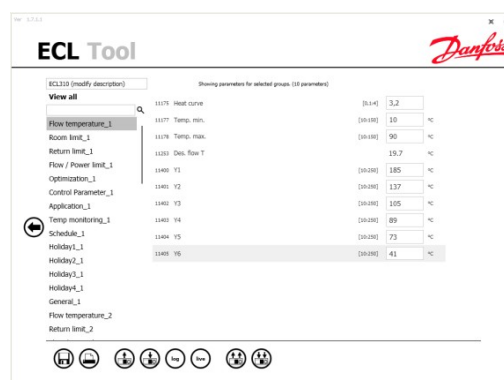 Ver 1.7.2.2
ECL Tool
Danfoss
ECL310 (modify description)
Showing parameters for selected groups. (10 parameters)
View all
Flow temperature_1
Room limit_1
Return limit_1
Flow / Power limit_1
Optimization_1
Control Parameter_1
Application_1
Temp monitoring_1
Schedule_1
Holiday1_1
Holiday2_1
Holiday3_1
Holiday4_1
General_1
Flow temperature_2
Return limit_2
11175 Heat curve [0.1-4] 3,2
11177 Temp. min. [10-150] 10 °C
11178 Temp. max. [10-150] 90 °C
11253 Des. flow T 19.7 °C
11400 Y1 [10-250] 185 °C
11401 Y2 [10-250] 137 °C
11402 Y3 [10-250] 105 °C
11403 Y4 [10-250] 89 °C
11404 Y5 [10-250] 73 °C
11405 Y6 [10-250] 41 °C
log
live